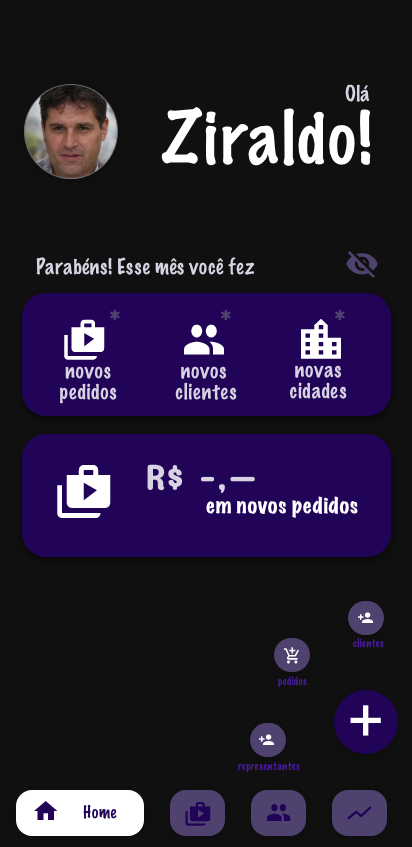 Olá
Ziraldo!
Parabéns! Esse mês você fez
* * *
novos novos novas
pedidos clientes cidades
R$ -,—
em novos pedidos
clientes
pedidos
representantes
Home